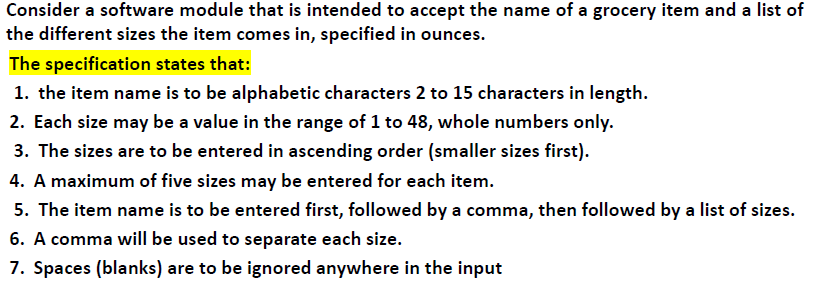 Consider a software module that is intended to accept the name of a grocery item and a list of
the different sizes the item comes in, specified in ounces.
The specification states that:
1. the item name is to be alphabetic characters 2 to 15 characters in length.
2. Each size may be a value in the range of 1 to 48, whole numbers only.
3. The sizes are to be entered in ascending order (smaller sizes first).
4. A maximum of five sizes may be entered for each item.
5. The item name is to be entered first, followed by a comma, then followed by a list of sizes.
6. A comma will be used to separate each size.
7. Spaces (blanks) are to be ignored anywhere in the input